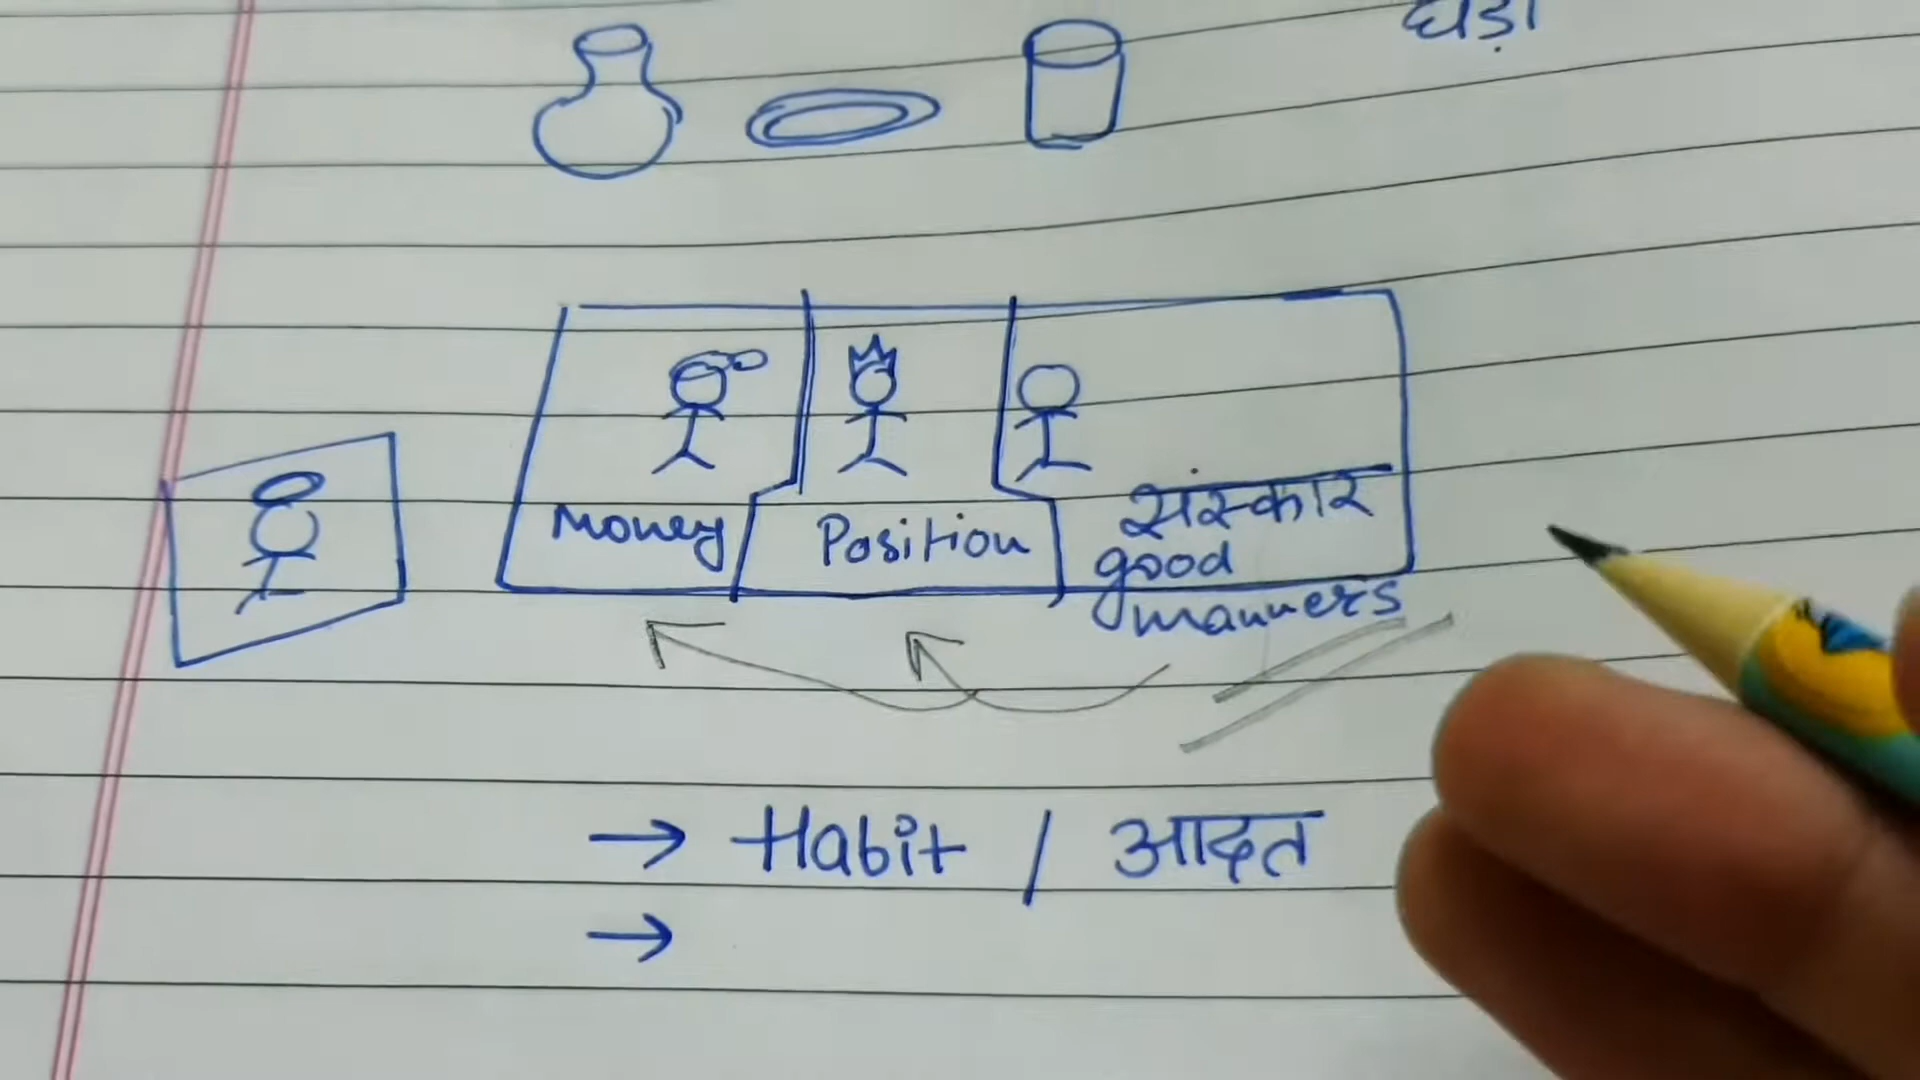 घड़ा
Money Position संस्कार
good
manners
→ Habit / आदत
→